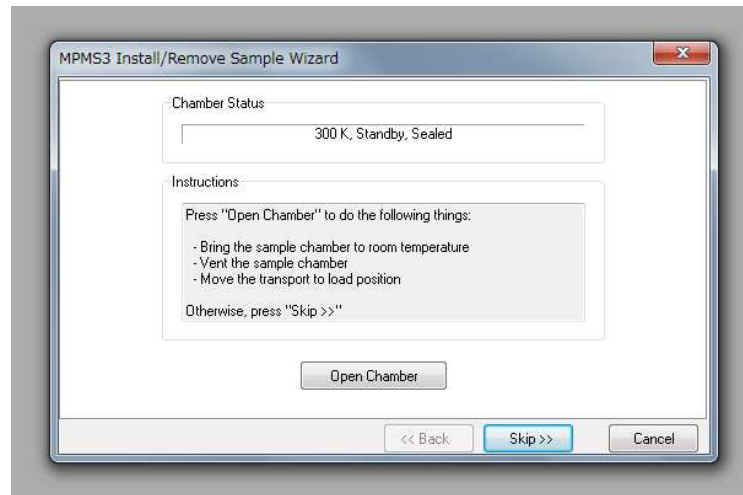 MPMS3 Install/Remove Sample Wizard
Chamber Status
300 K, Standby, Sealed
Instructions
Press "Open Chamber" to do the following things:
- Bring the sample chamber to room temperature
- Vent the sample chamber
- Move the transport to load position
Otherwise, press "Skip >>"
Open Chamber
<< Back
Skip >>
Cancel